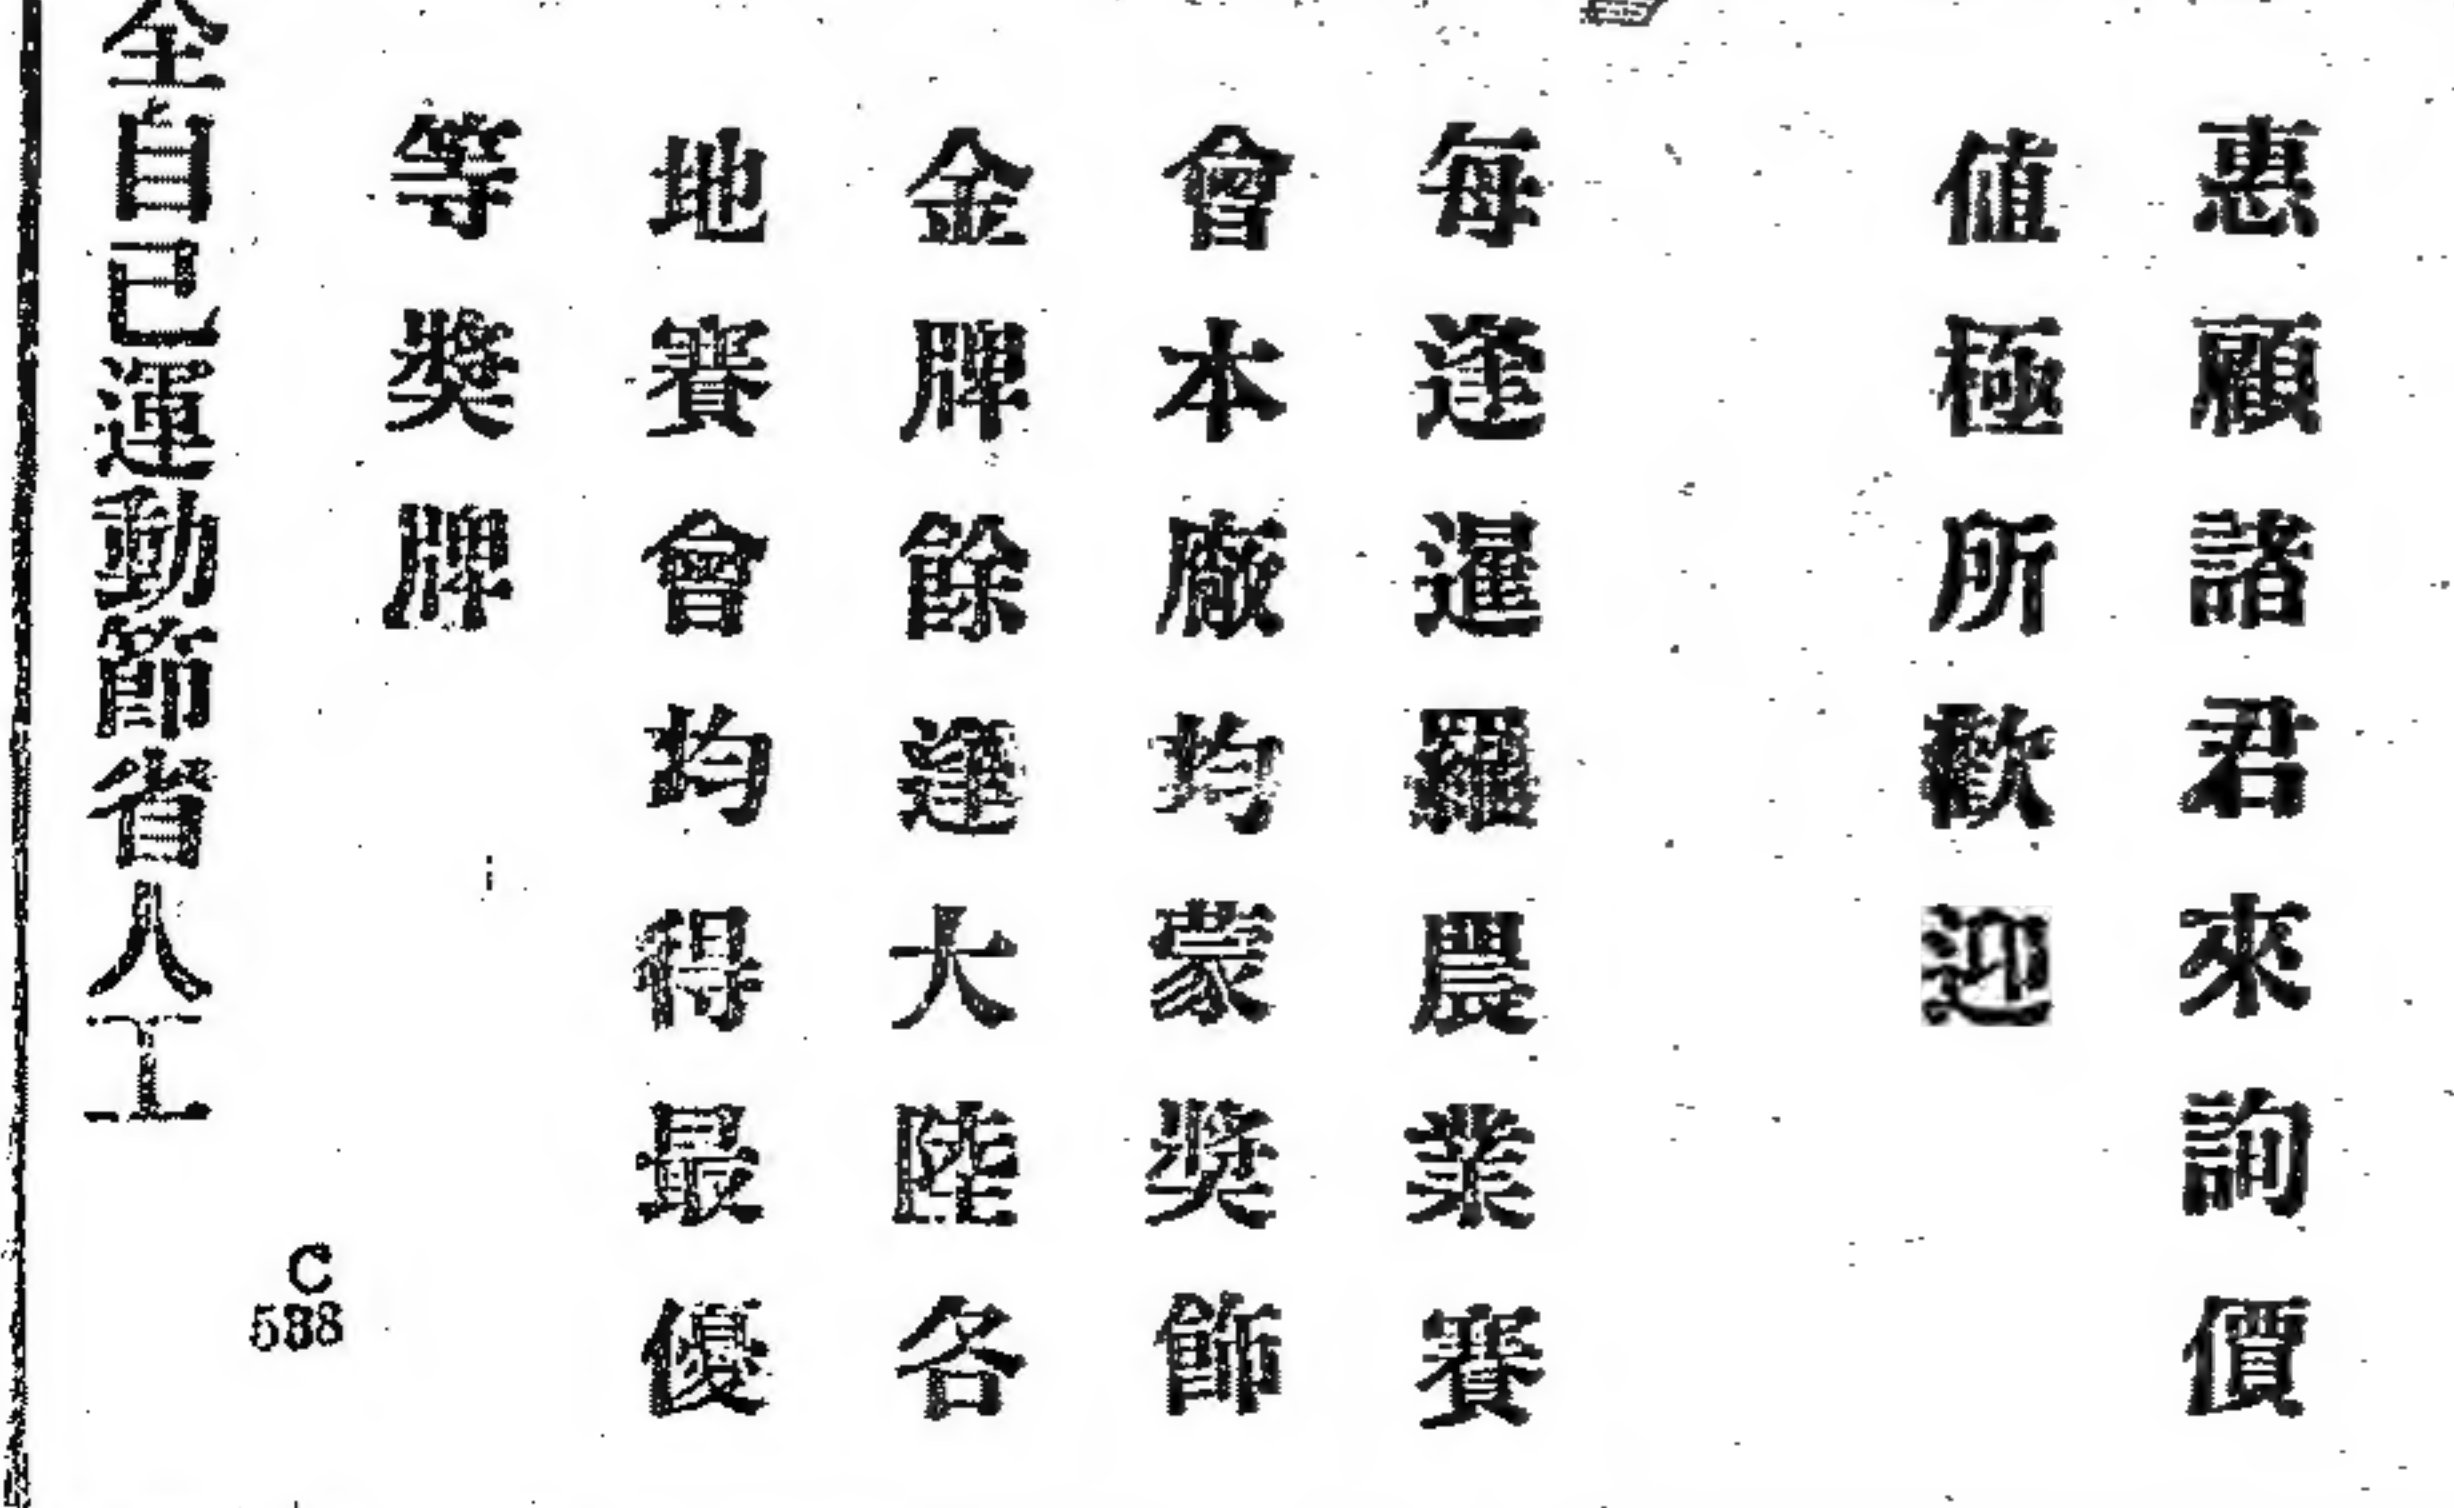 惠顧諸君來詢價
值極所歡迎
每逢暹羅農業賽
會本廠均蒙獎飾
金牌餘逢大陸各
地賽會均得最優
等獎牌
C
538
全自己運動節省人工